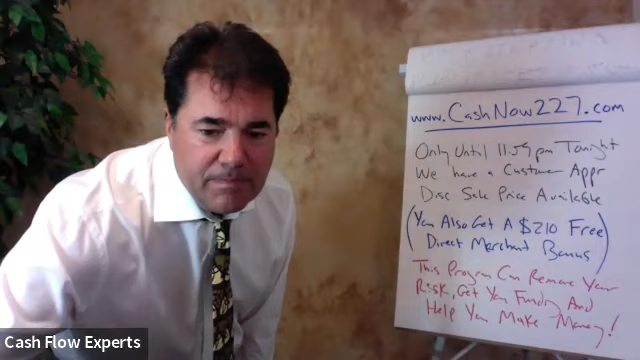 www.CashNow227.com
Only Until 11:59pm Tonight
We have a Customer Appr
Disc Sale Price Available
(You Also Get A $210 Free
Direct Merchant Bonus)
This Program Can Remove Your
Risk, Get You Funding And
Help You Make Money!
Cash Flow Experts